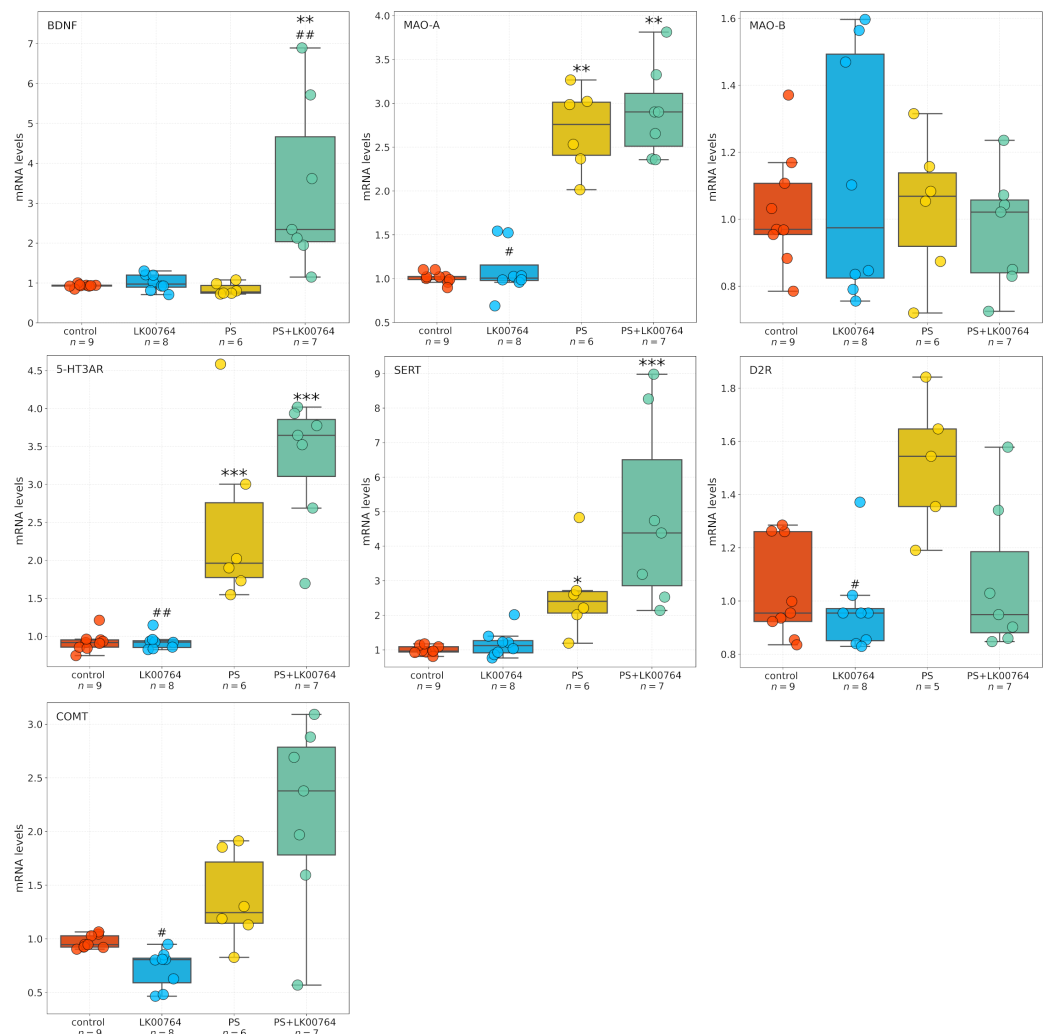 BDNF
**
##
mRNA levels
7
6
5
4
3
2
1
0
control
n = 9
LK00764
n = 8
PS
n = 6
PS+LK00764
n = 7
MAO-A
**
**
#
mRNA levels
4.0
3.5
3.0
2.5
2.0
1.5
1.0
0.5
control
n = 9
LK00764
n = 8
PS
n = 6
PS+LK00764
n = 7
MAO-B
mRNA levels
1.6
1.4
1.2
1.0
0.8
control
n = 9
LK00764
n = 8
PS
n = 6
PS+LK00764
n = 7
5-HT3AR
***
***
##
mRNA levels
4.5
4.0
3.5
3.0
2.5
2.0
1.5
1.0
control
n = 9
LK00764
n = 8
PS
n = 6
PS+LK00764
n = 7
SERT
***
*
mRNA levels
9
8
7
6
5
4
3
2
1
control
n = 9
LK00764
n = 8
PS
n = 6
PS+LK00764
n = 7
D2R
#
mRNA levels
1.8
1.6
1.4
1.2
1.0
0.8
control
n = 9
LK00764
n = 8
PS
n = 5
PS+LK00764
n = 7
COMT
#
mRNA levels
3.0
2.5
2.0
1.5
1.0
0.5
control
n = 9
LK00764
n = 8
PS
n = 6
PS+LK00764
n = 7